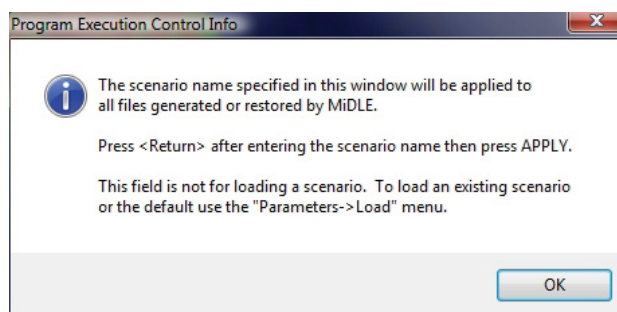 Program Execution Control Info
The scenario name specified in this window will be applied to
all files generated or restored by MiDLE.
Press <Return> after entering the scenario name then press APPLY.
This field is not for loading a scenario.  To load an existing scenario
or the default use the "Parameters->Load" menu.
OK